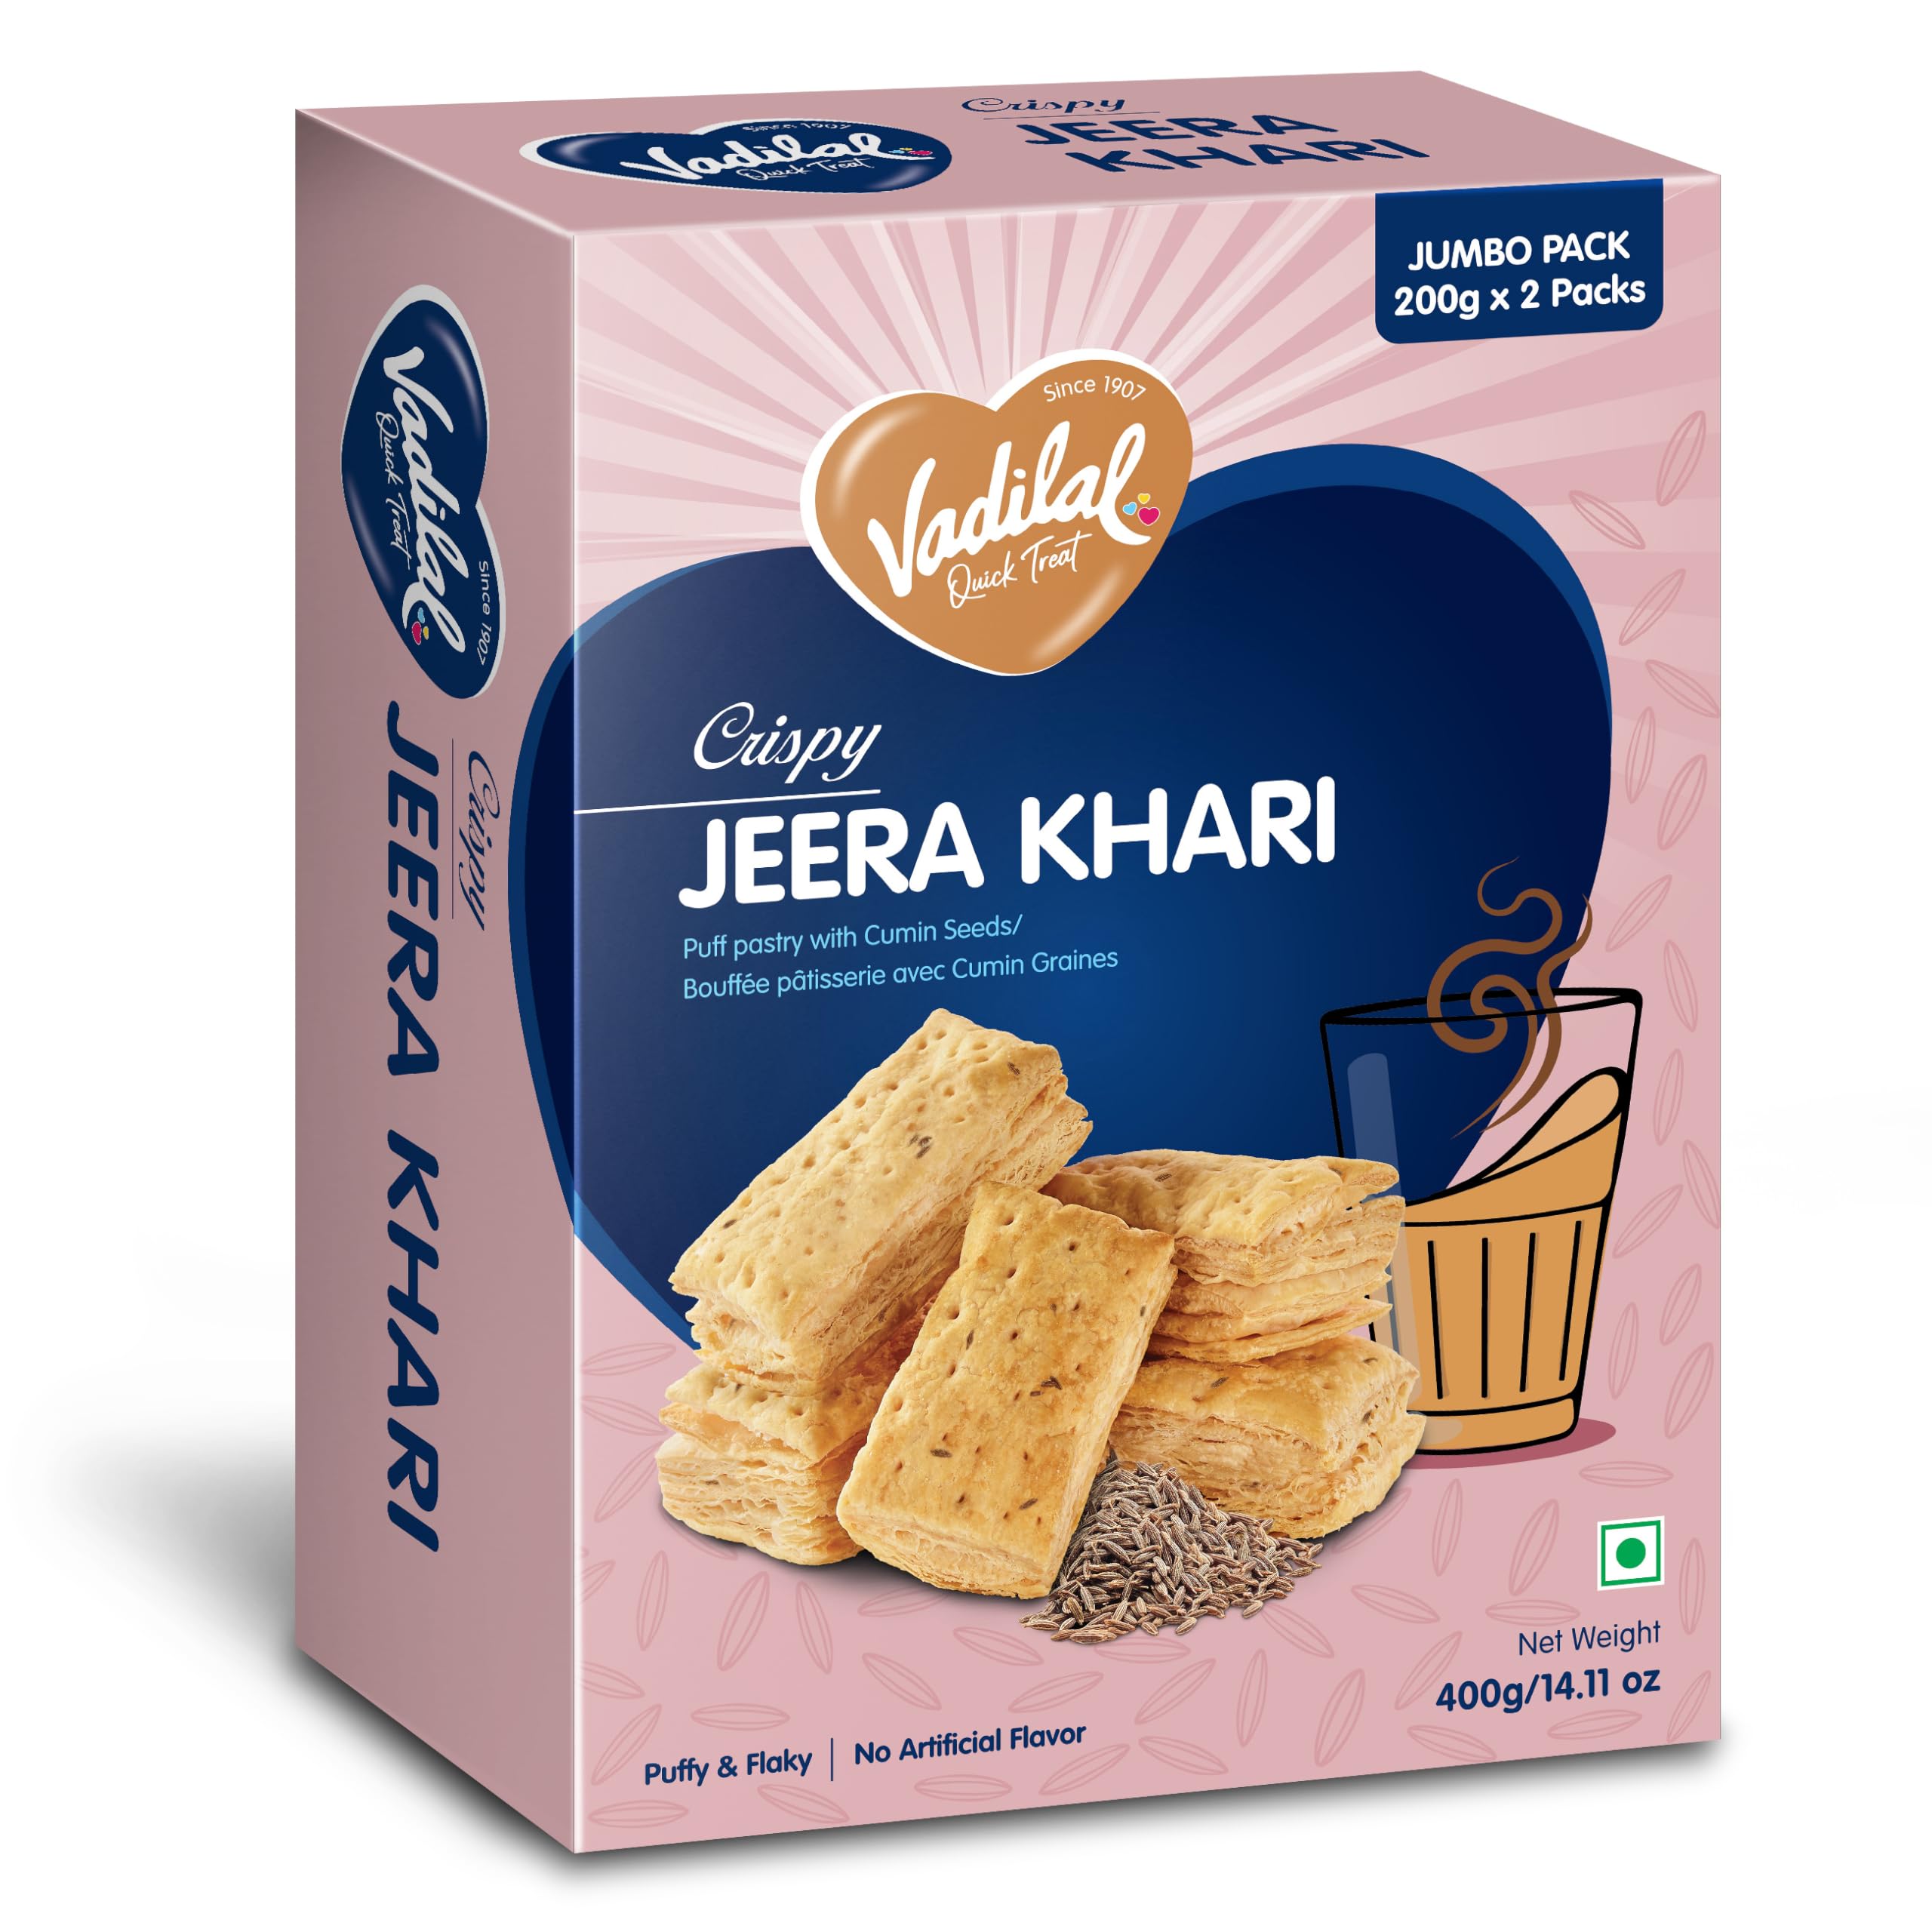 Since 1907
Vadilal
Quick Treat
Crispy
JEERA
KHARI
JUMBO PACK
200g x 2 Packs
Since 1907
Vadilal
Quick Treat
Crispy
JEERA KHARI
Puff pastry with Cumin Seeds/
Bouffée pâtisserie avec Cumin Graines
Net Weight
400g/14.11 oz
Puffy & Flaky | No Artificial Flavor
Since 1907
Vadilal
Quick Treat
Crispy
JEERA KHARI